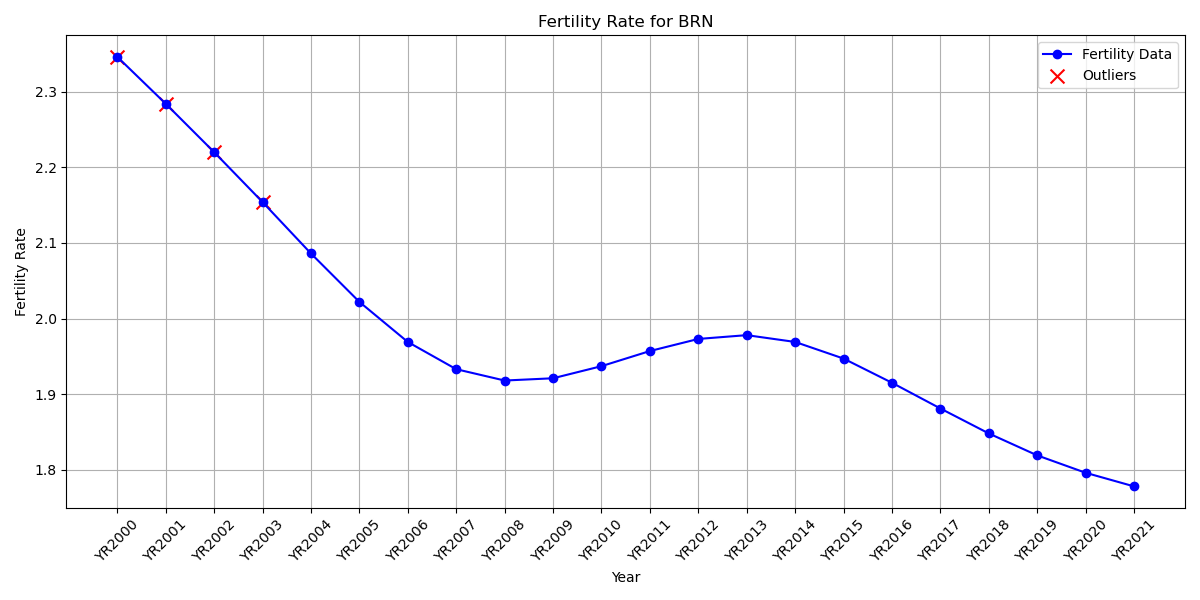 Fertility Rate for BRN
Fertility Data
Outliers
Fertility Rate
2.3
2.2
2.1
2.0
1.9
1.8
YR2000
YR2001
YR2002
YR2003
YR2004
YR2005
YR2006
YR2007
YR2008
YR2009
YR2010
YR2011
YR2012
YR2013
YR2014
YR2015
YR2016
YR2017
YR2018
YR2019
YR2020
YR2021
Year